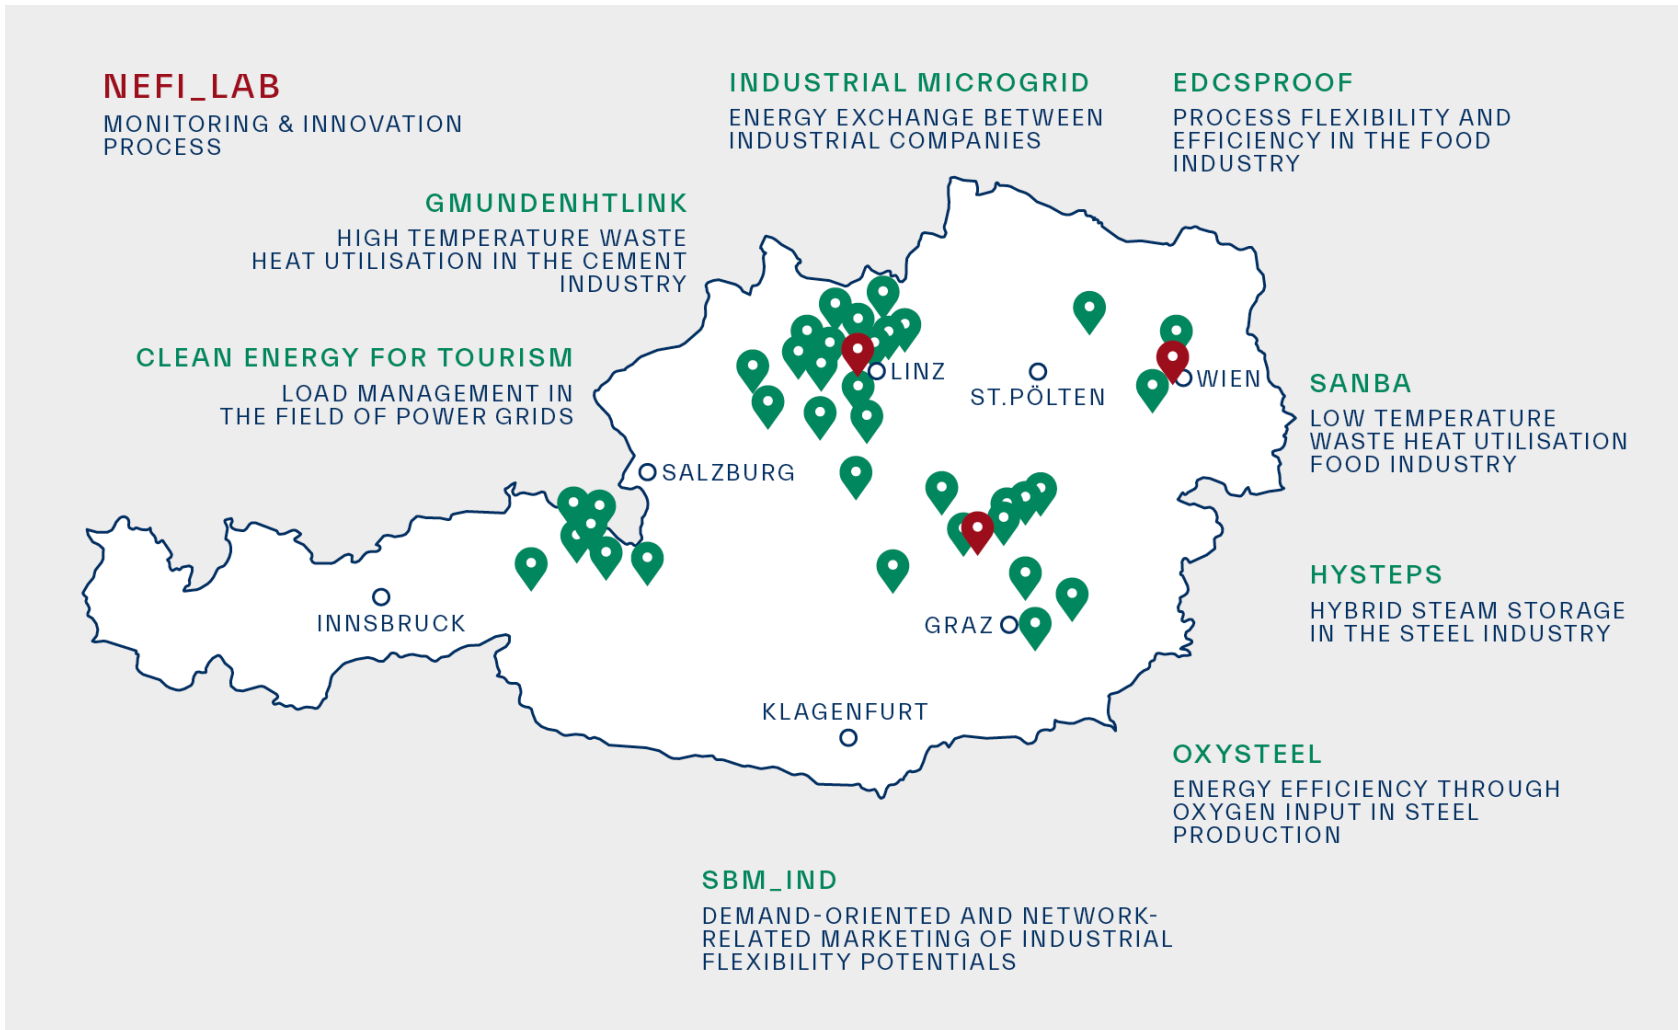 NEFI_LAB
MONITORING & INNOVATION
PROCESS
INDUSTRIAL MICROGRID
ENERGY EXCHANGE BETWEEN
INDUSTRIAL COMPANIES
EDCSPROOF
PROCESS FLEXIBILITY AND
EFFICIENCY IN THE FOOD
INDUSTRY
GMUNDENHTLINK
HIGH TEMPERATURE WASTE
HEAT UTILISATION IN THE CEMENT
INDUSTRY
CLEAN ENERGY FOR TOURISM
LOAD MANAGEMENT IN
THE FIELD OF POWER GRIDS
LINZ
ST.PÖLTEN
WIEN
SANBA
LOW TEMPERATURE
WASTE HEAT UTILISATION
FOOD INDUSTRY
SALZBURG
INNSBRUCK
GRAZ
HYSTEPS
HYBRID STEAM STORAGE
IN THE STEEL INDUSTRY
KLAGENFURT
OXYSTEEL
ENERGY EFFICIENCY THROUGH
OXYGEN INPUT IN STEEL
PRODUCTION
SBM_IND
DEMAND-ORIENTED AND NETWORK-
RELATED MARKETING OF INDUSTRIAL
FLEXIBILITY POTENTIALS